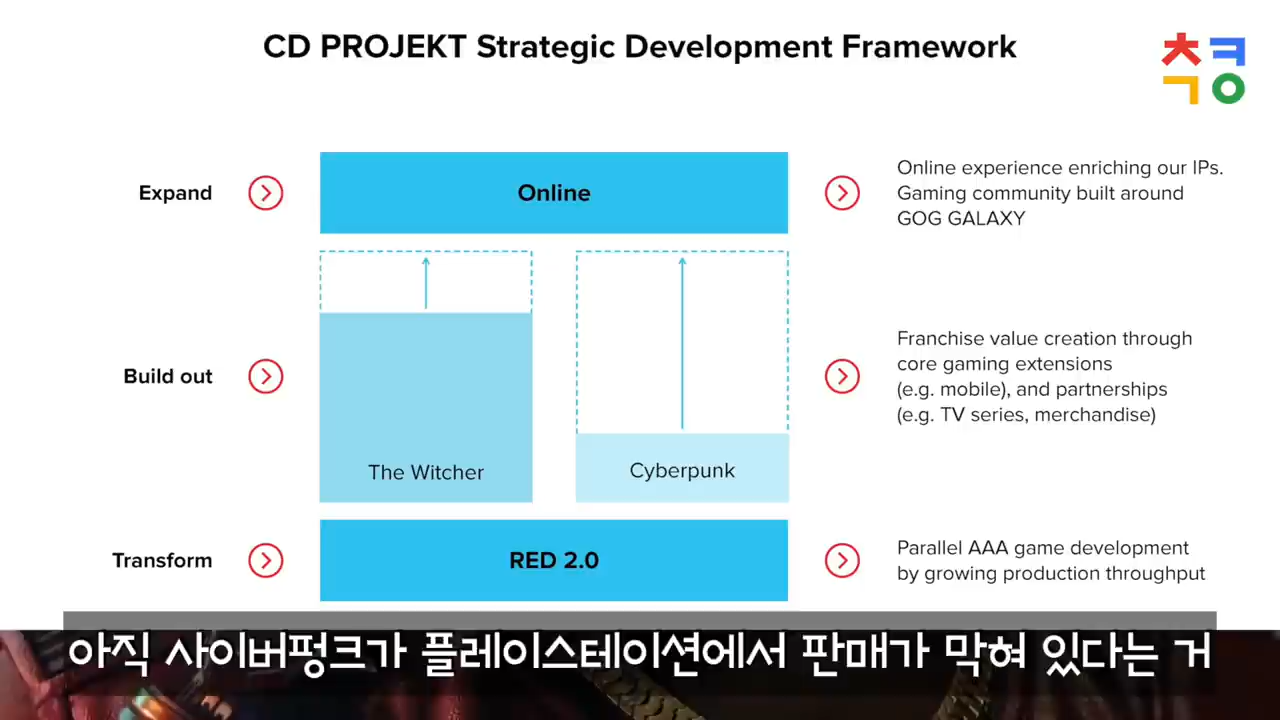 CD PROJEKT Strategic Development Framework
ㅊㅋ
ㄱㅇ
Expand
Online
Online experience enriching our IPs.
Gaming community built around
GOG GALAXY
Build out
The Witcher
Cyberpunk
Franchise value creation through
core gaming extensions
(e.g. mobile), and partnerships
(e.g. TV series, merchandise)
Transform
RED 2.0
Parallel AAA game development
by growing production throughput
아직 사이버펑크가 플레이스테이션에서 판매가 막혀 있다는 거